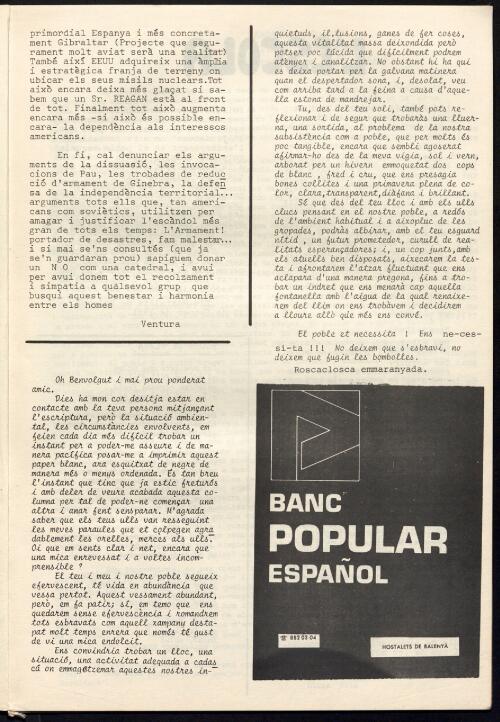 primordial Espanya i més concreta-
ment Gibraltar (Projecte que segu-
rament molt aviat serà una realitat)
També així EEUU adquireix una àmplia
i estratègica franja de terreny on
ubicar els seus misils nuclears.Tot
això encara deixa més glaçat si sa-
bem que un Sr. REAGAN està al front
de tot. Finalment tot això augmenta
encara més -si això és possible en-
cara- la dependència als interessos
americans.
En fi, cal denunciar els argu-
ments de la dissuasió, les invoca-
cions de Pau, les trobades de reduc
ció d'armament de Ginebra, la defen
sa de la independència territorial...
arguments tots ells que, tan ameri-
cans com soviètics, utilitzen per
amagar i justificar l'escàndol més
gran de tots els temps: L'Armament!
portador de desastres, fam malestar...
i si mai se'ns consultés (què ja
se'n guardaran prou) sapiguem donar
un N O com una catedral, i avui
per avui donem tot el recolzament
i simpatia a qualsevol grup que
busqui aquest benestar i harmonia
entre els homes
Ventura
Oh Benvolgut i mai prou ponderat
amic.
Dies ha mon cor desitja estar en
contacte amb la teva persona mitjançant
l'escriptura, però la situació ambien-
tal, les circumstàncies envolvents, em
feien cada dia més difícil trobar un
instant per a poder-me asseure i de ma-
nera pacífica posar-me a imprimir aquest
paper blanc, ara esquitxat de negre de
manera més o menys ordenada. És tan breu
l'instant que tinc que ja estic freturós
i amb deler de veure acabada aquesta co-
lumna per tal de poder-ne començar una
altra i anar fent sensparar. N'agrada
saber que els teus ulls van resseguint
les meves paraules que et colpegen agra
dablement les orelles, merces als ulls.
Oi que em sents clar i net, encara que
una mica enrevessat i a voltes incom-
prensible ?
El teu i meu i nostre poble segueix
efervescent, té vida en abundància que
vessa pertot. Aquest vessament abundant,
però, em fa patir; sí, em temo que ens
quedarem sense efervescència i romandrem
tots esbravats com aquell xampany desta-
pat molt temps enrera que només té gust
de vi una mica endolcit.
Ens convindria trobar un lloc, una
situació, una activitat adequada a cadas
cú on emmagatzemar aquestes nostres in-
quietuds, il.lusions, ganes de fer coses,
aquesta vitalitat massa deixondida però
potser poc lúcida que difícilment podrem
atènyer i canalitzar. No obstant hi ha qui
es deixa portar per la galvana matinera
quan el despertador sona, i, desolat, veu
com arriba tard a la feina a causa d'aque-
lla estona de mandrejar.
Tu, des del teu soli, també pots re-
flexionar i de segur que trobaràs una lluer-
na, una sortida, al problema de la nostra
subsistència com a poble, que per molts és
poc tangible, encara que sembli agoserat
afirmar-ho des de la meva vigia, sol i vern,
arborat per un hivern enmoquetat dos cops
de blanc , fred i cru, que ens presagia
bones collites i una primavera plena de co-
lor, clara,transparent,diàfana i brillant.
Sé que des del teu lloc i amb els ulls
clucs pensant en el nostre poble, a redós
de l'ambient habitual i a aixopluc de les
gropades, podràs albirar, amb el teu esguard
nítid , un futur prometedor, curull de rea-
litats esperançadores; i, un cop junts,amb
els atuells ben disposats, aixecarem la tes-
ta i afrontarem l'atzar fluctuant que ens
aclapara d'una manera pregona, fins a tro-
bar un indret que ens menarà cap aquella
fontanella amb l'aigua de la qual renaixe-
rem del llim on ens trobàvem i decidirem
a lloure allò que més ens convé.
El poble et necessita ! Ens ne-ces-
si-ta !!! No deixem que s'esbravi, no
deixem que fugin les bombolles.
Roscaclosca emmaranyada.
BANC
POPULAR
ESPAÑOL
☎ 882 03 04
HOSTALETS DE BALENYÀ